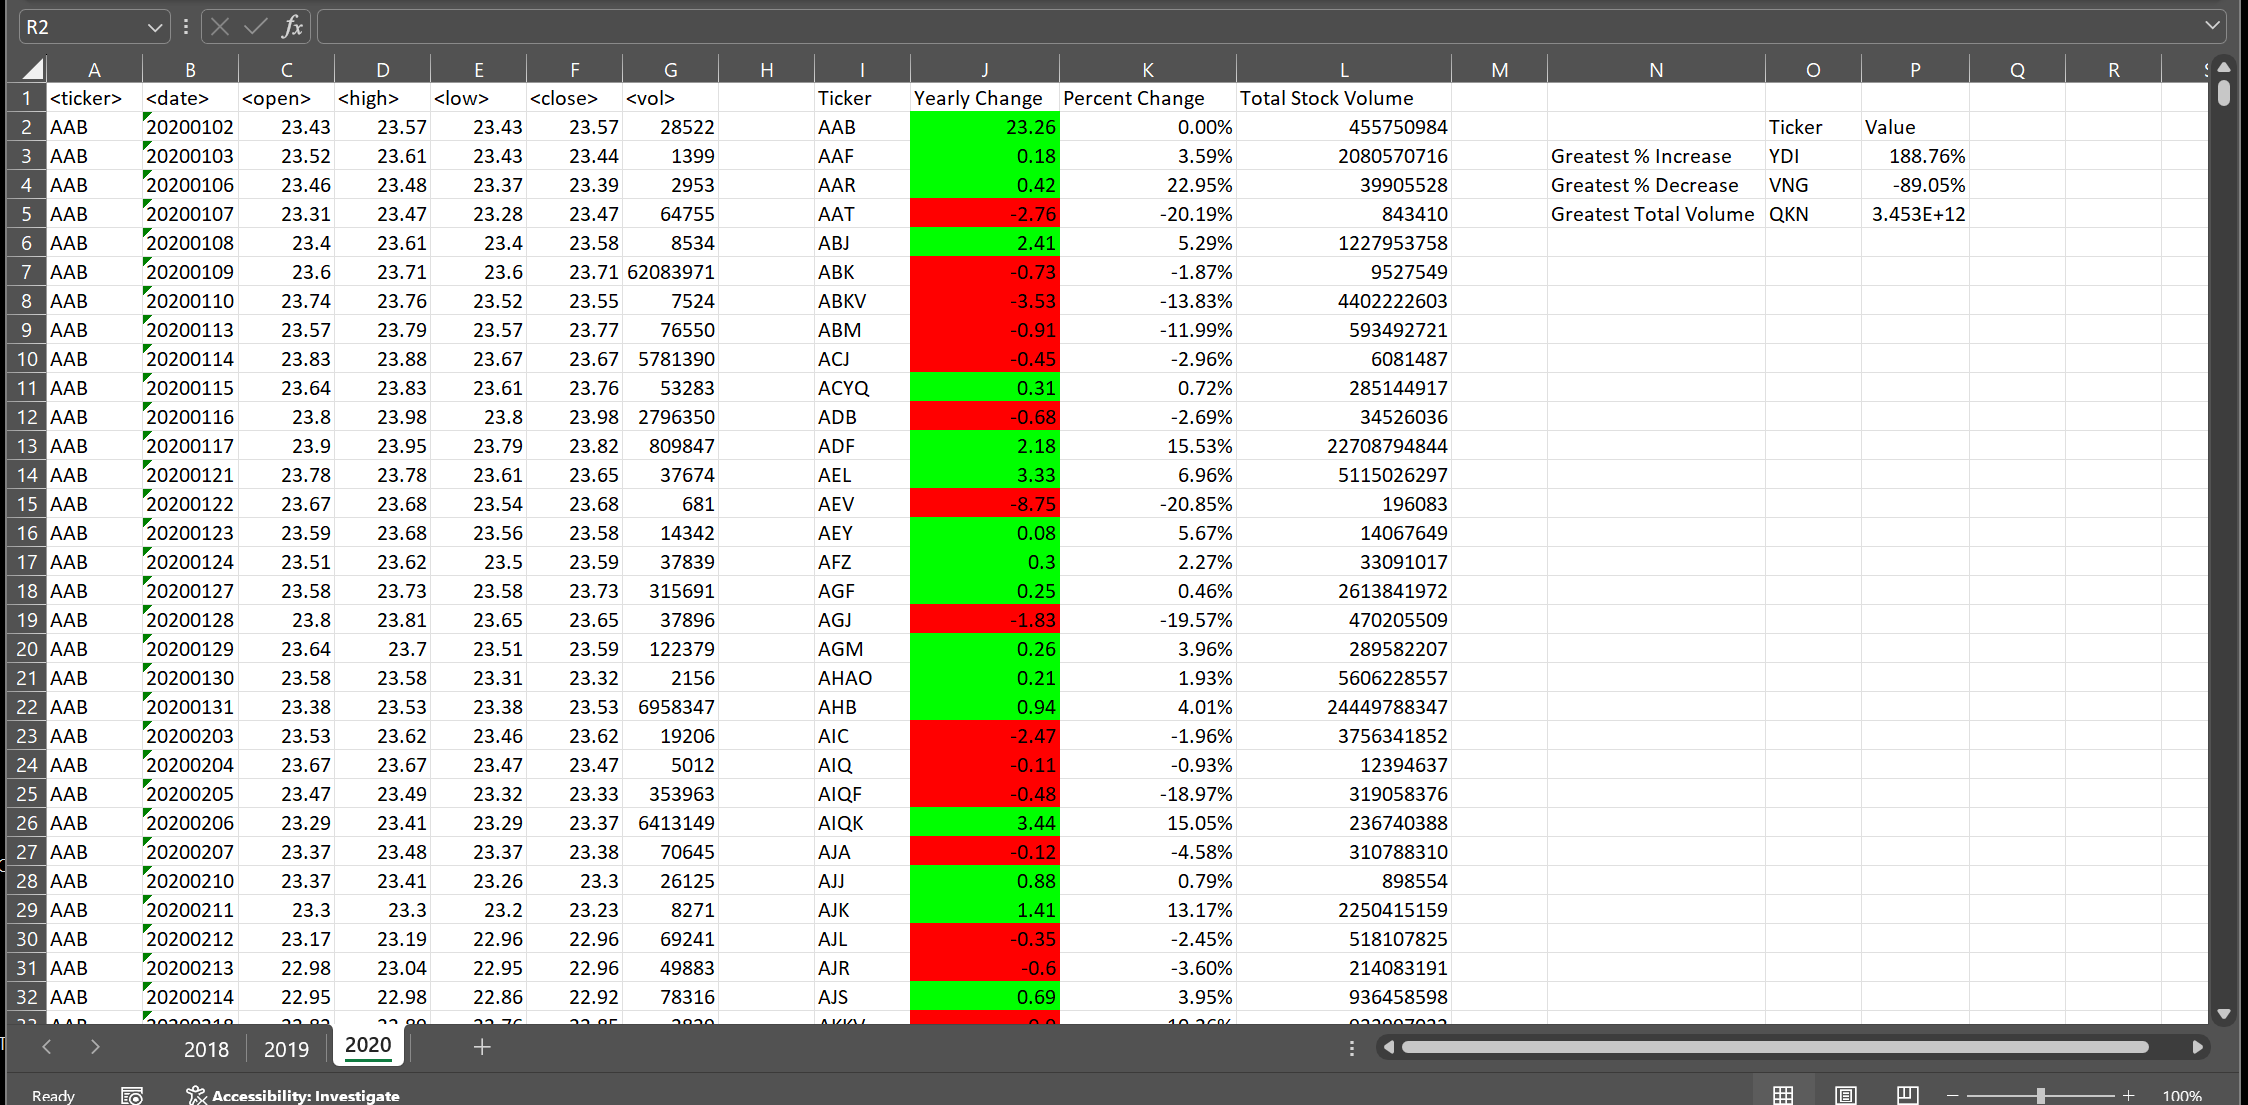 R2 fx
A B C D E F G H I J K L M N O P Q R
1 <ticker> <date> <open> <high> <low> <close> <vol> Ticker Yearly Change Percent Change Total Stock Volume
2 AAB 20200102 23.43 23.57 23.43 23.57 28522 AAB 23.26 0.00% 455750984 Ticker Value
3 AAB 20200103 23.52 23.61 23.43 23.44 1399 AAF 0.18 3.59% 2080570716 Greatest % Increase YDI 188.76%
4 AAB 20200106 23.46 23.48 23.37 23.39 2953 AAR 0.42 22.95% 39905528 Greatest % Decrease VNG -89.05%
5 AAB 20200107 23.31 23.47 23.28 23.47 64755 AAT -2.76 -20.19% 843410 Greatest Total Volume QKN 3.453E+12
6 AAB 20200108 23.4 23.61 23.4 23.58 8534 ABJ 2.41 5.29% 1227953758
7 AAB 20200109 23.6 23.71 23.6 23.71 62083971 ABK -0.73 -1.87% 9527549
8 AAB 20200110 23.74 23.76 23.52 23.55 7524 ABKV -3.53 -13.83% 4402222603
9 AAB 20200113 23.57 23.79 23.57 23.77 76550 ABM -0.91 -11.99% 593492721
10 AAB 20200114 23.83 23.88 23.67 23.67 5781390 ACJ -0.45 -2.96% 6081487
11 AAB 20200115 23.64 23.83 23.61 23.76 53283 ACYQ 0.31 0.72% 285144917
12 AAB 20200116 23.8 23.98 23.8 23.98 2796350 ADB -0.68 -2.69% 34526036
13 AAB 20200117 23.9 23.95 23.79 23.82 809847 ADF 2.18 15.53% 22708794844
14 AAB 20200121 23.78 23.78 23.61 23.65 37674 AEL 3.33 6.96% 5115026297
15 AAB 20200122 23.67 23.68 23.54 23.68 681 AEV -8.75 -20.85% 196083
16 AAB 20200123 23.59 23.68 23.56 23.58 14342 AEY 0.08 5.67% 14067649
17 AAB 20200124 23.51 23.62 23.5 23.59 37839 AFZ 0.3 2.27% 33091017
18 AAB 20200127 23.58 23.73 23.58 23.73 315691 AGF 0.25 0.46% 2613841972
19 AAB 20200128 23.8 23.81 23.65 23.65 37896 AGJ -1.83 -19.57% 470205509
20 AAB 20200129 23.64 23.7 23.51 23.59 122379 AGM 0.26 3.96% 289582207
21 AAB 20200130 23.58 23.58 23.31 23.32 2156 AHAO 0.21 1.93% 5606228557
22 AAB 20200131 23.38 23.53 23.38 23.53 6958347 AHB 0.94 4.01% 24449788347
23 AAB 20200203 23.53 23.62 23.46 23.62 19206 AIC -2.47 -1.96% 3756341852
24 AAB 20200204 23.67 23.67 23.47 23.47 5012 AIQ -0.11 -0.93% 12394637
25 AAB 20200205 23.47 23.49 23.32 23.33 353963 AIQF -0.48 -18.97% 319058376
26 AAB 20200206 23.29 23.41 23.29 23.37 6413149 AIQK 3.44 15.05% 236740388
27 AAB 20200207 23.37 23.48 23.37 23.38 70645 AJA -0.12 -4.58% 310788310
28 AAB 20200210 23.37 23.41 23.26 23.3 26125 AJJ 0.88 0.79% 898554
29 AAB 20200211 23.3 23.3 23.2 23.23 8271 AJK 1.41 13.17% 2250415159
30 AAB 20200212 23.17 23.19 22.96 22.96 69241 AJL -0.35 -2.45% 518107825
31 AAB 20200213 22.98 23.04 22.95 22.96 49883 AJR -0.6 -3.60% 214083191
32 AAB 20200214 22.95 22.98 22.86 22.92 78316 AJS 0.69 3.95% 936458598
2018 2019 2020
Ready Accessibility: Investigate 100%